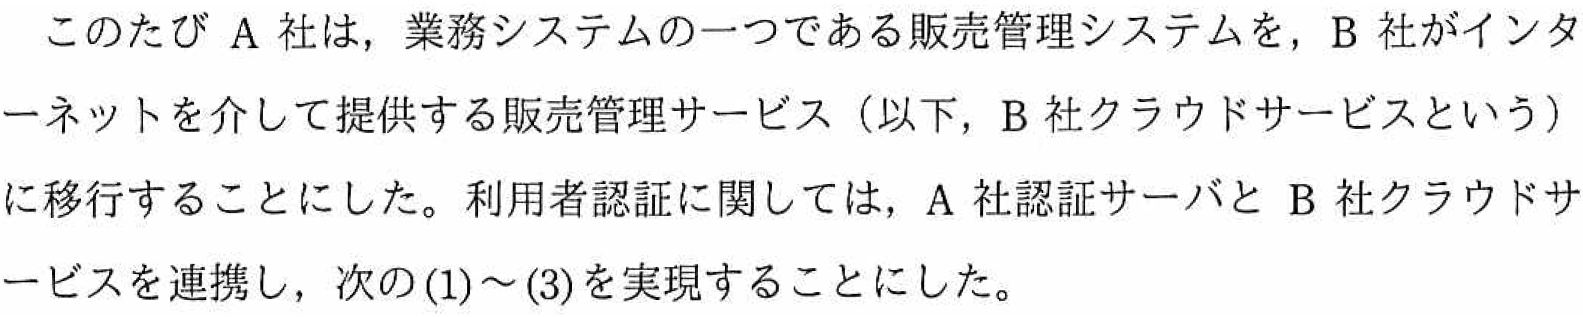 このたび A 社は，業務システムの一つである販売管理システムを，B 社がインタ
ーネットを介して提供する販売管理サービス（以下，B 社クラウドサービスという）
に移行することにした。利用者認証に関しては，A 社認証サーバと B 社クラウドサ
ービスを連携し，次の(1)～(3)を実現することにした。